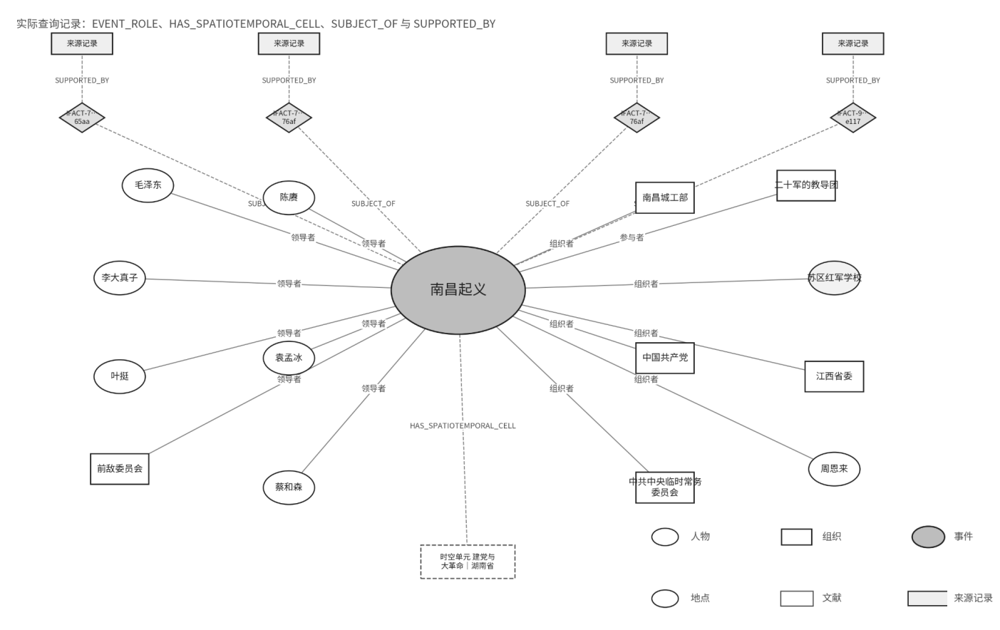 实际查询记录：EVENT_ROLE、HAS_SPATIOTEMPORAL_CELL、SUBJECT_OF 与 SUPPORTED_BY
来源记录
来源记录
来源记录
来源记录
SUPPORTED_BY
SUPPORTED_BY
SUPPORTED_BY
SUPPORTED_BY
IFACT-7…
65aa
IFACT-7…
76af
IFACT-7…
76af
IFACT-9…
e117
毛泽东
陈赓
南昌城工部
二十军的教导团
SUBJ
SUBJECT_OF
SUBJECT_OF
S
领导者
领导者
组织者
参与者
李大真子
领导者
南昌起义
组织者
苏区红军学校
领导者
领导者
组织者
组织者
叶挺
袁孟冰
中国共产党
江西省委
领导者
领导者
组织者
组织者
HAS_SPATIOTEMPORAL_CELL
前敌委员会
蔡和森
中共中央临时常务
委员会
周恩来
时空单元 建党与
大革命｜湖南省
人物
组织
事件
地点
文献
来源记录